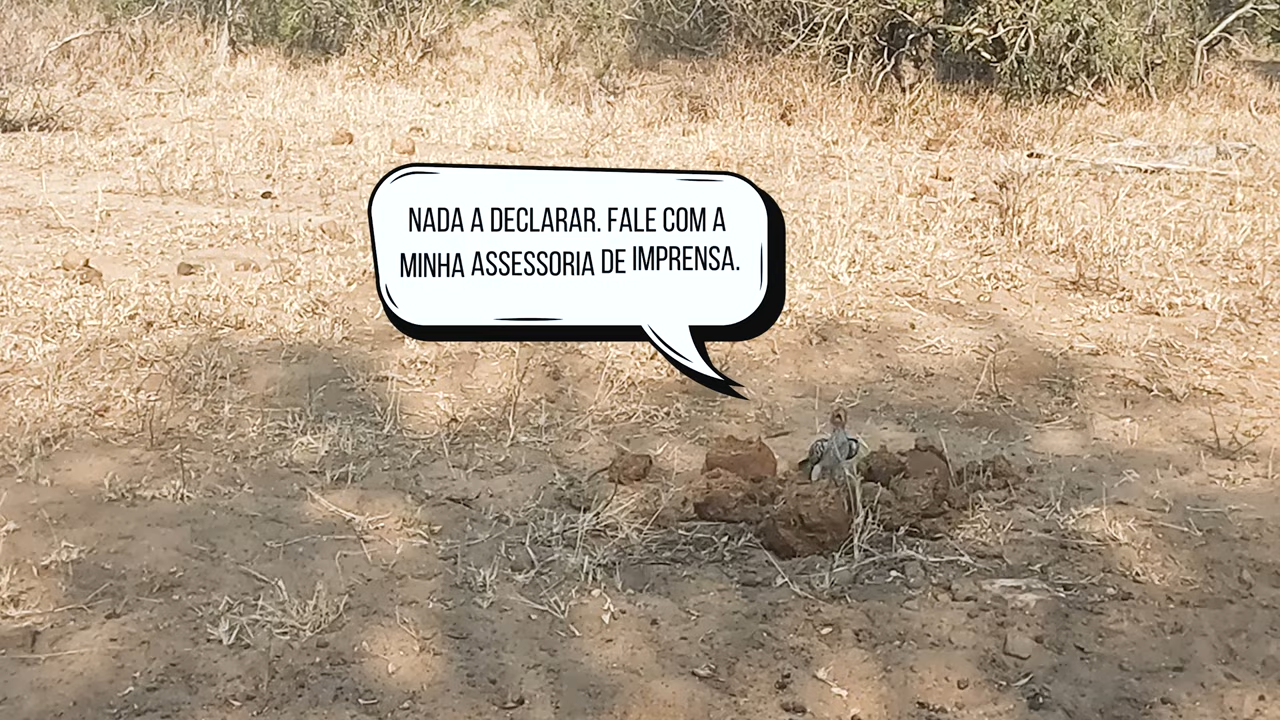 NADA A DECLARAR. FALE COM A
MINHA ASSESSORIA DE IMPRENSA.